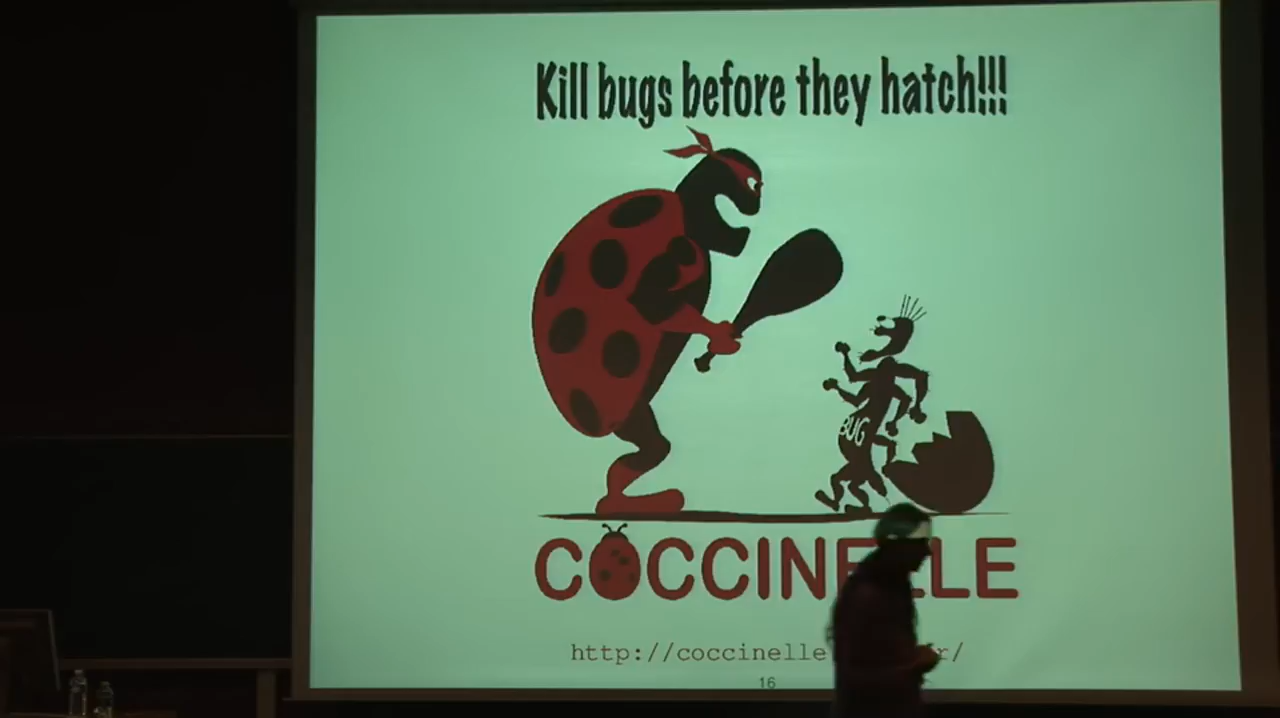 Kill bugs before they hatch!!!
BUG
COCCINELLE
http://coccinelle r/
16